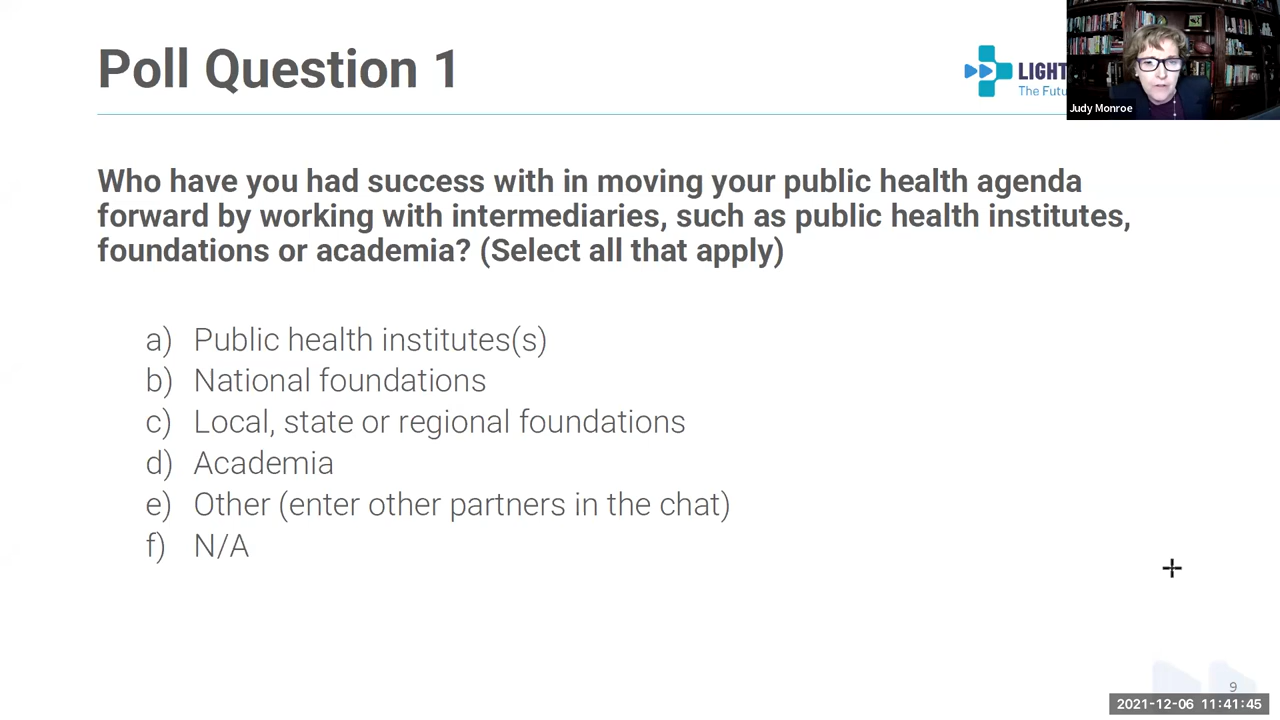 Poll Question 1
LIGHT
The Futu
Judy Monroe
Who have you had success with in moving your public health agenda
forward by working with intermediaries, such as public health institutes,
foundations or academia? (Select all that apply)
a) Public health institutes(s)
b) National foundations
c) Local, state or regional foundations
d) Academia
e) Other (enter other partners in the chat)
f) N/A
9
2021-12-06 11:41:45